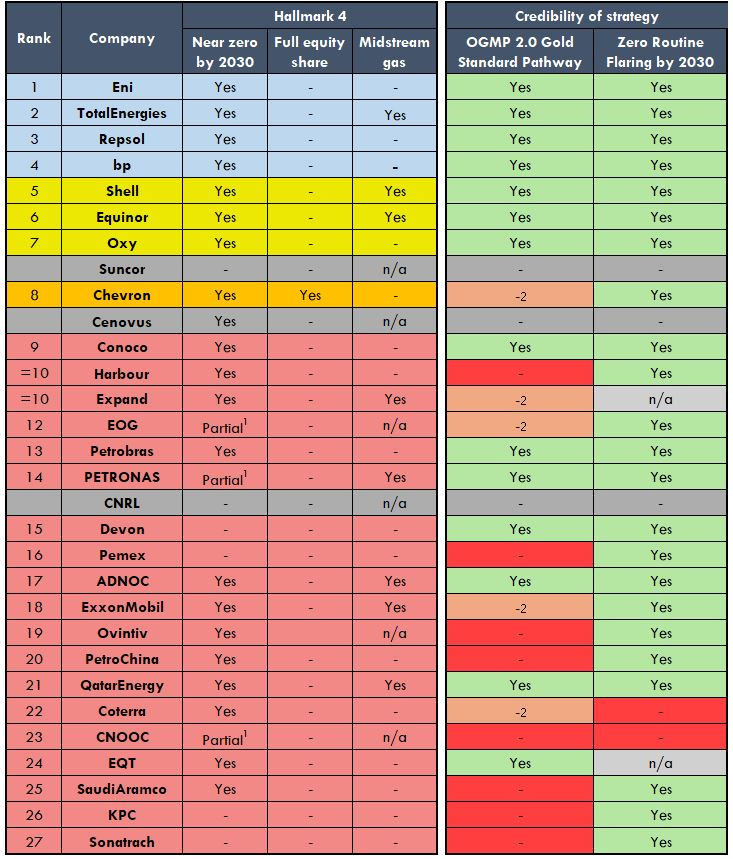 Rank Company Hallmark 4 Credibility of strategy
Near zero by 2030 Full equity share Midstream gas OGMP 2.0 Gold Standard Pathway Zero Routine Flaring by 2030
1 Eni Yes - - Yes Yes
2 TotalEnergies Yes - Yes Yes Yes
3 Repsol Yes - - Yes Yes
4 bp Yes - - Yes Yes
5 Shell Yes - Yes Yes Yes
6 Equinor Yes - Yes Yes Yes
7 Oxy Yes - - Yes Yes
Suncor - - n/a - -
8 Chevron Yes Yes - -2 Yes
Cenovus Yes - n/a - -
9 Conoco Yes - - Yes Yes
=10 Harbour Yes - - - Yes
=10 Expand Yes - Yes -2 n/a
12 EOG Partial1 - n/a -2 Yes
13 Petrobras Yes - - Yes Yes
14 PETRONAS Partial1 - Yes Yes Yes
CNRL - - n/a - -
15 Devon - - - Yes Yes
16 Pemex - - - - Yes
17 ADNOC Yes - Yes Yes Yes
18 ExxonMobil Yes - Yes -2 Yes
19 Ovintiv Yes - n/a - Yes
20 PetroChina Yes - - - Yes
21 QatarEnergy Yes - Yes Yes Yes
22 Coterra Yes - - -2 -
23 CNOOC Partial1 - n/a - -
24 EQT Yes - - Yes n/a
25 SaudiAramco Yes - - - Yes
26 KPC - - - - Yes
27 Sonatrach - - - - Yes